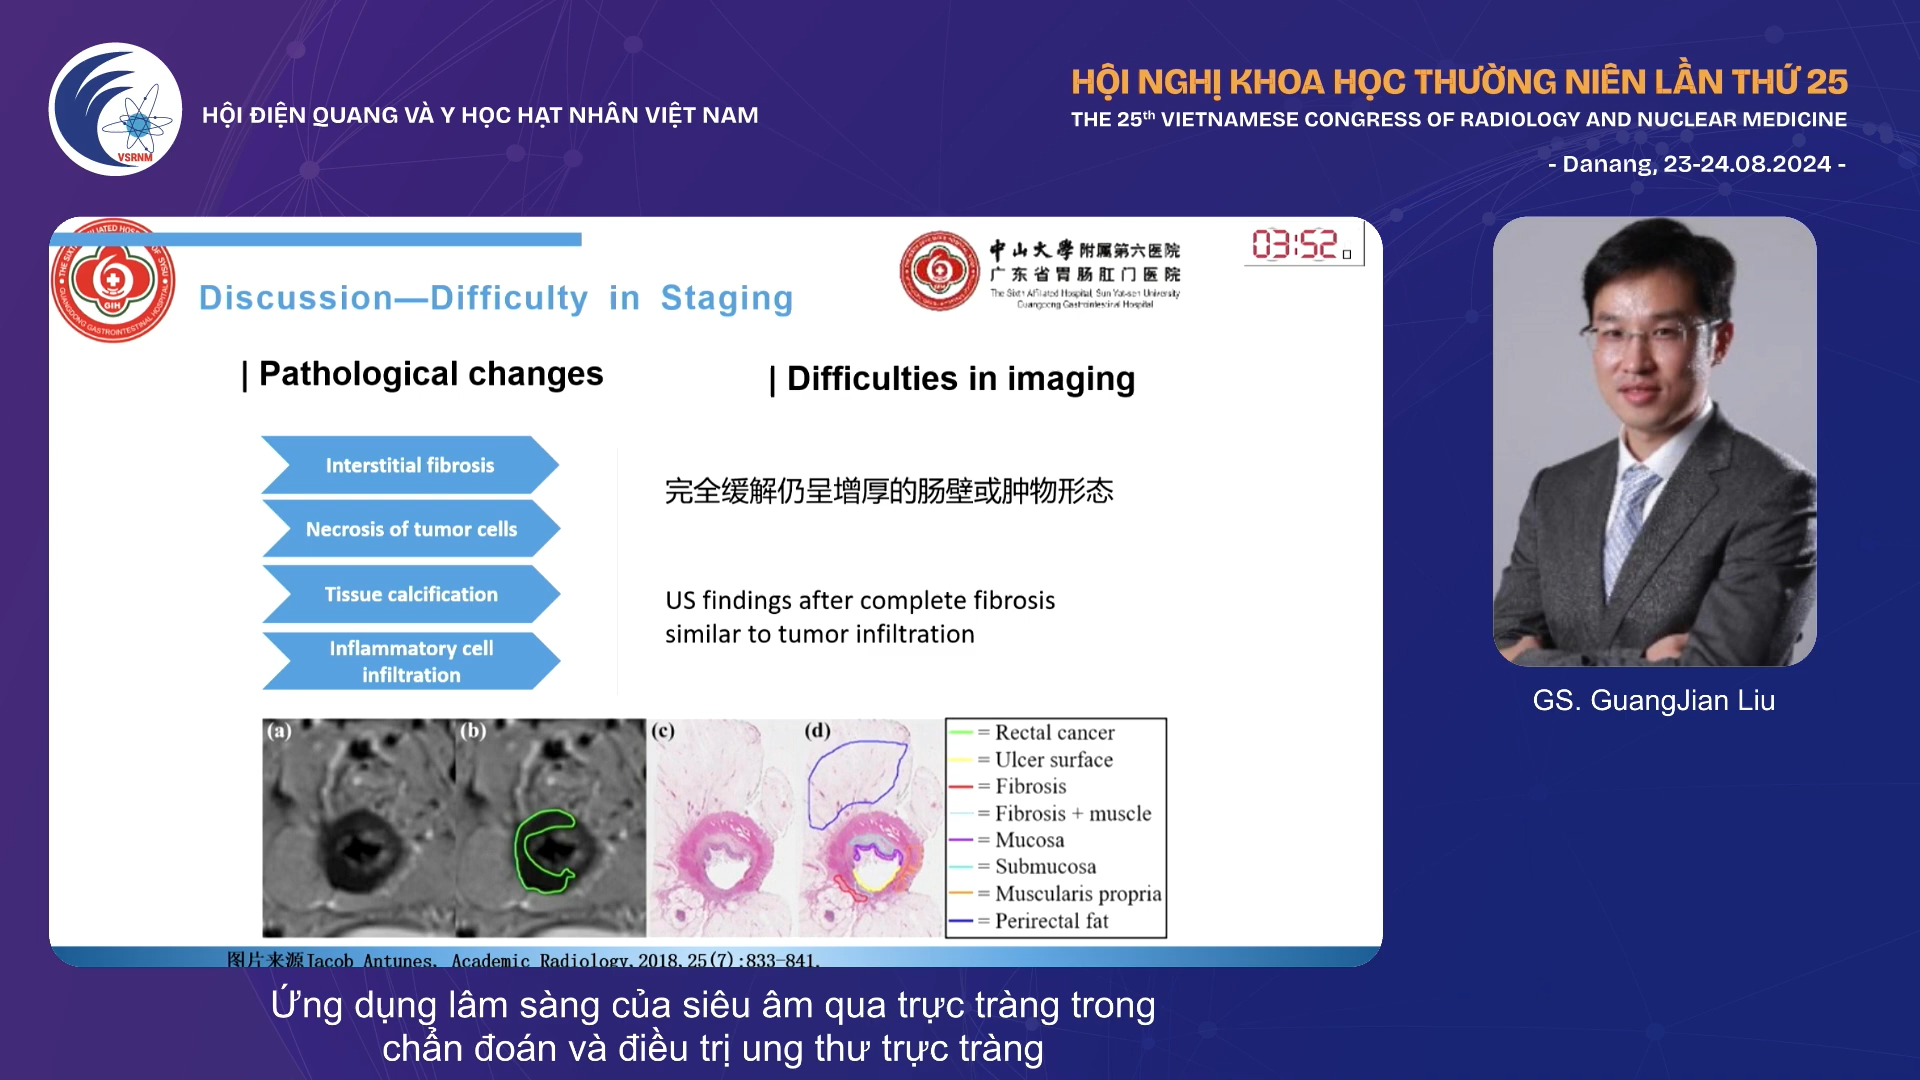 HỘI ĐIỆN QUANG VÀ Y HỌC HẠT NHÂN VIỆT NAM
VSRNM
HỘI NGHỊ KHOA HỌC THƯỜNG NIÊN LẦN THỨ 25
THE 25th VIETNAMESE CONGRESS OF RADIOLOGY AND NUCLEAR MEDICINE
- Danang, 23-24.08.2024 -
GIH
GUANGDONG GASTROINTESTINAL HOSPITAL
Discussion—Difficulty in Staging
中山大學附属第六医院
广东省胃肠肛门医院
The Sixth Affiliated Hospital, Sun Yat-sen University
Guangdong Gastrointestinal Hospital
03:52
| Pathological changes
| Difficulties in imaging
Interstitial fibrosis
Necrosis of tumor cells
Tissue calcification
Inflammatory cell
infiltration
完全缓解仍呈增厚的肠壁或肿物形态
US findings after complete fibrosis
similar to tumor infiltration
(a)
(b)
(c)
(d)
= Rectal cancer
= Ulcer surface
= Fibrosis
= Fibrosis + muscle
= Mucosa
= Submucosa
= Muscularis propria
= Perirectal fat
图片来源Jacob Antunes. Academic Radiology,2018,25(7):833-841.
GS. GuangJian Liu
Ứng dụng lâm sàng của siêu âm qua trực tràng trong
chẩn đoán và điều trị ung thư trực tràng